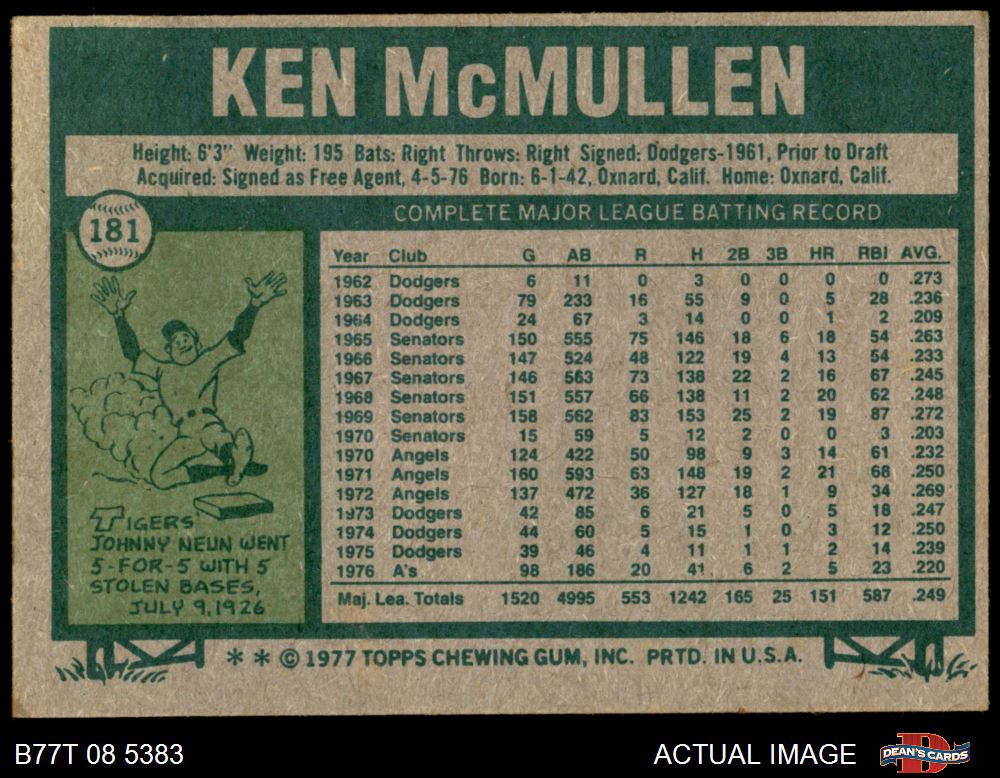 KEN McMULLEN
Height: 6'3" Weight: 195 Bats: Right Throws: Right Signed: Dodgers-1961, Prior to Draft
Acquired: Signed as Free Agent, 4-5-76 Born: 6-1-42, Oxnard, Calif. Home: Oxnard, Calif.
181
COMPLETE MAJOR LEAGUE BATTING RECORD
Year Club G AB R H 2B 3B HR RBI AVG.
1962 Dodgers 6 11 0 3 0 0 0 0 .273
1963 Dodgers 79 233 16 55 9 0 5 28 .236
1964 Dodgers 24 67 3 14 0 0 1 2 .209
1965 Senators 150 555 75 146 18 6 18 54 .263
1966 Senators 147 524 48 122 19 4 13 54 .233
1967 Senators 146 563 73 138 22 2 16 67 .245
1968 Senators 151 557 66 138 11 2 20 62 .248
1969 Senators 158 562 83 153 25 2 19 87 .272
1970 Senators 15 59 5 12 2 0 0 3 .203
1970 Angels 124 422 50 98 9 3 14 61 .232
1971 Angels 160 593 63 148 19 2 21 68 .250
1972 Angels 137 472 36 127 18 1 9 34 .269
1973 Dodgers 42 85 6 21 5 0 5 18 .247
1974 Dodgers 44 60 5 15 1 0 3 12 .250
1975 Dodgers 39 46 4 11 1 1 2 14 .239
1976 A's 98 186 20 41 6 2 5 23 .220
Maj. Lea. Totals 1520 4995 553 1242 165 25 151 587 .249
TIGERS'
JOHNNY NEUN WENT
5-FOR-5 WITH 5
STOLEN BASES,
JULY 9, 1926
** © 1977 TOPPS CHEWING GUM, INC. PRTD. IN U.S.A.
B77T 08 5383
ACTUAL IMAGE
DEAN'S CARDS